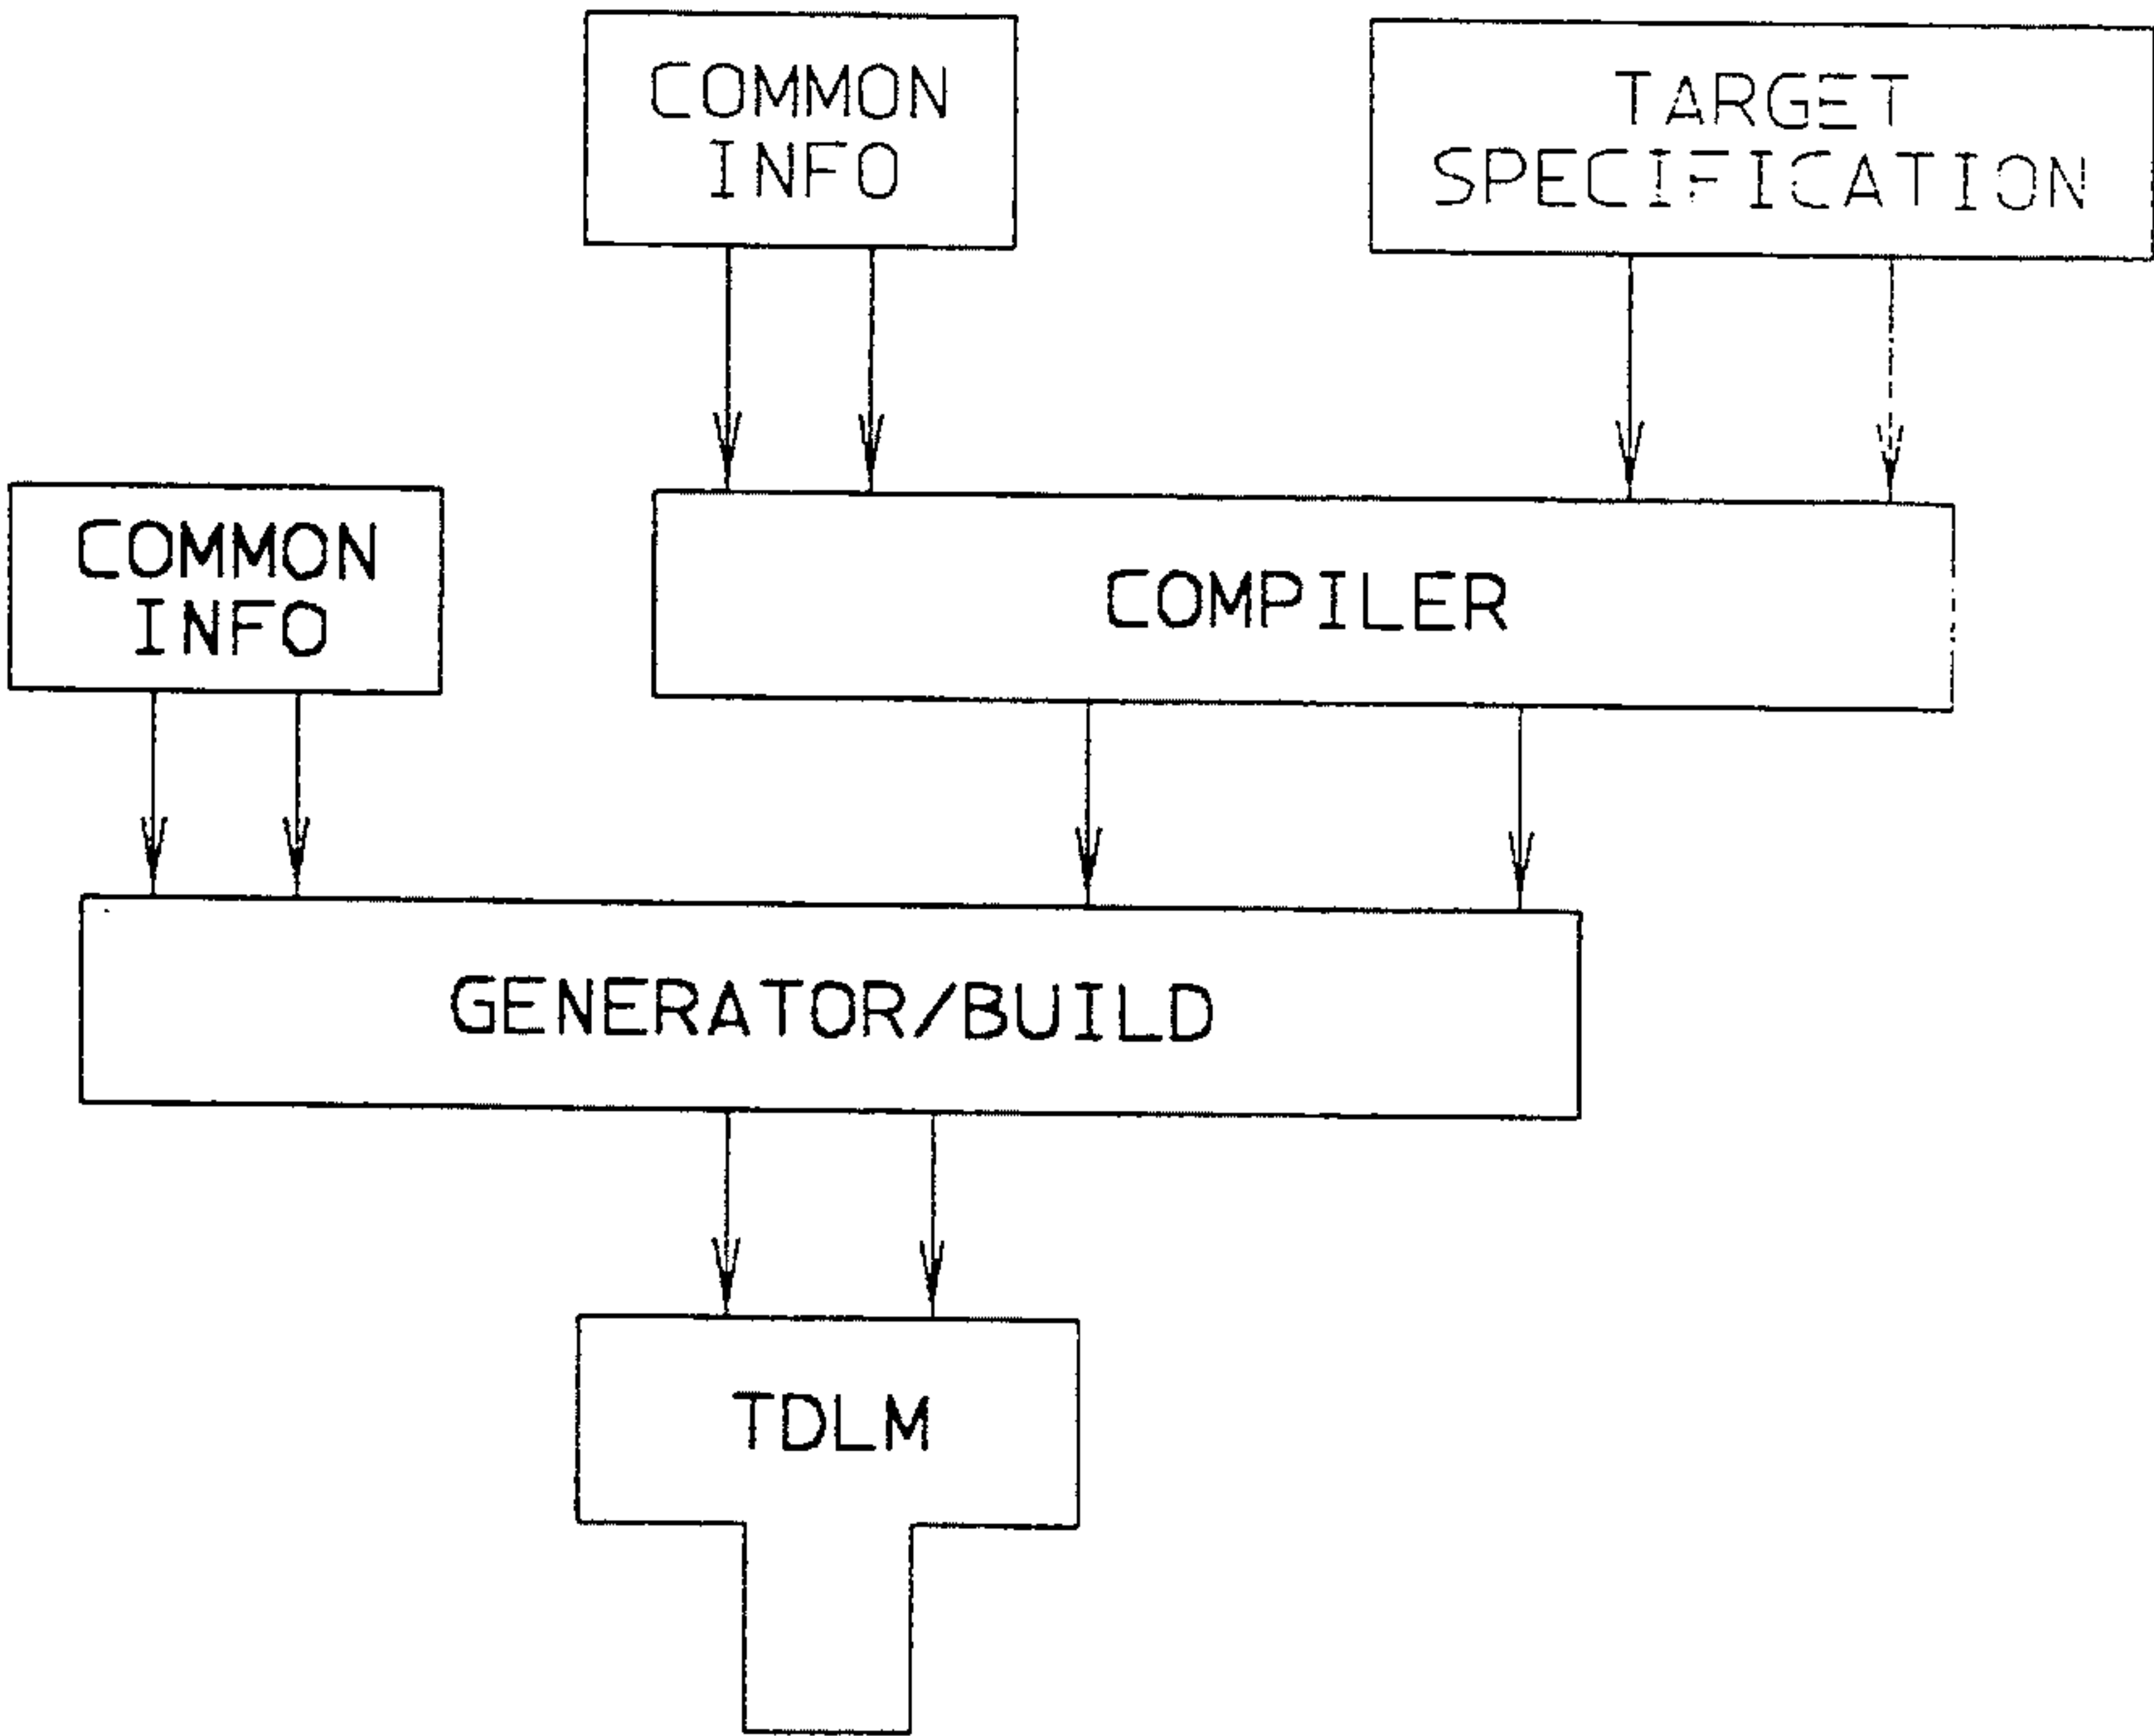 COMMON
INFO
TARGET
SPECIFICATION
COMMON
INFO
COMPILER
GENERATOR/BUILD
TDLM